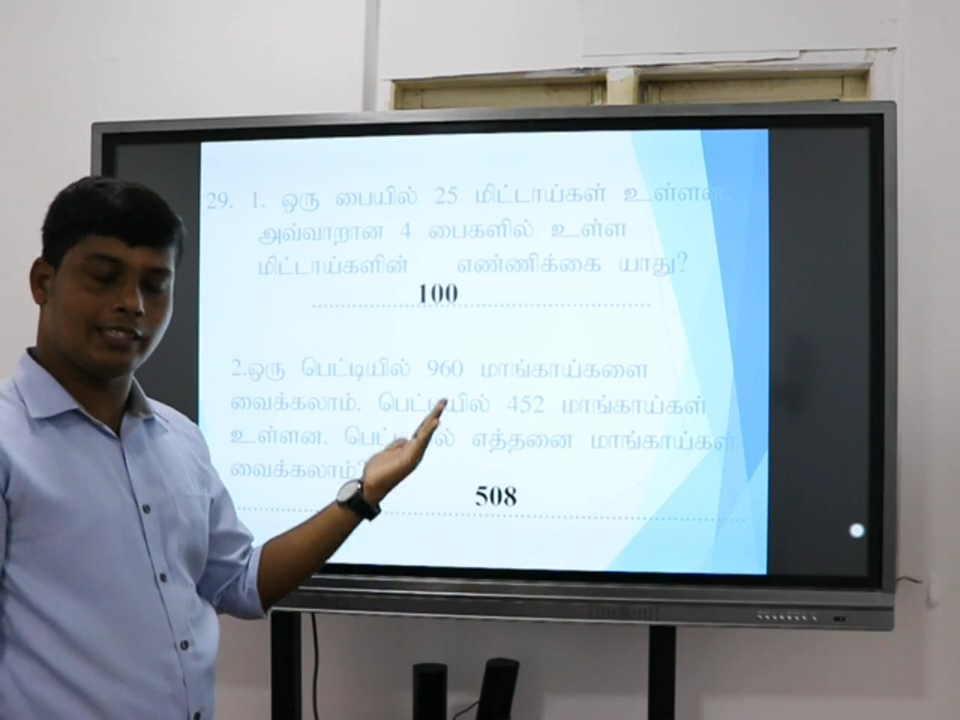 29. 1. ஒரு பையில் 25 மிட்டாய்கள் உள்ளன.
அவ்வாறான 4 பைகளில் உள்ள
மிட்டாய்களின் எண்ணிக்கை யாது?
100
2.ஒரு பெட்டியில் 960 மாங்காய்களை
வைக்கலாம். பெட்டியில் 452 மாங்காய்கள்
உள்ளன. எத்தனை மாங்காய்கள்
வைக்கலாம்?
508